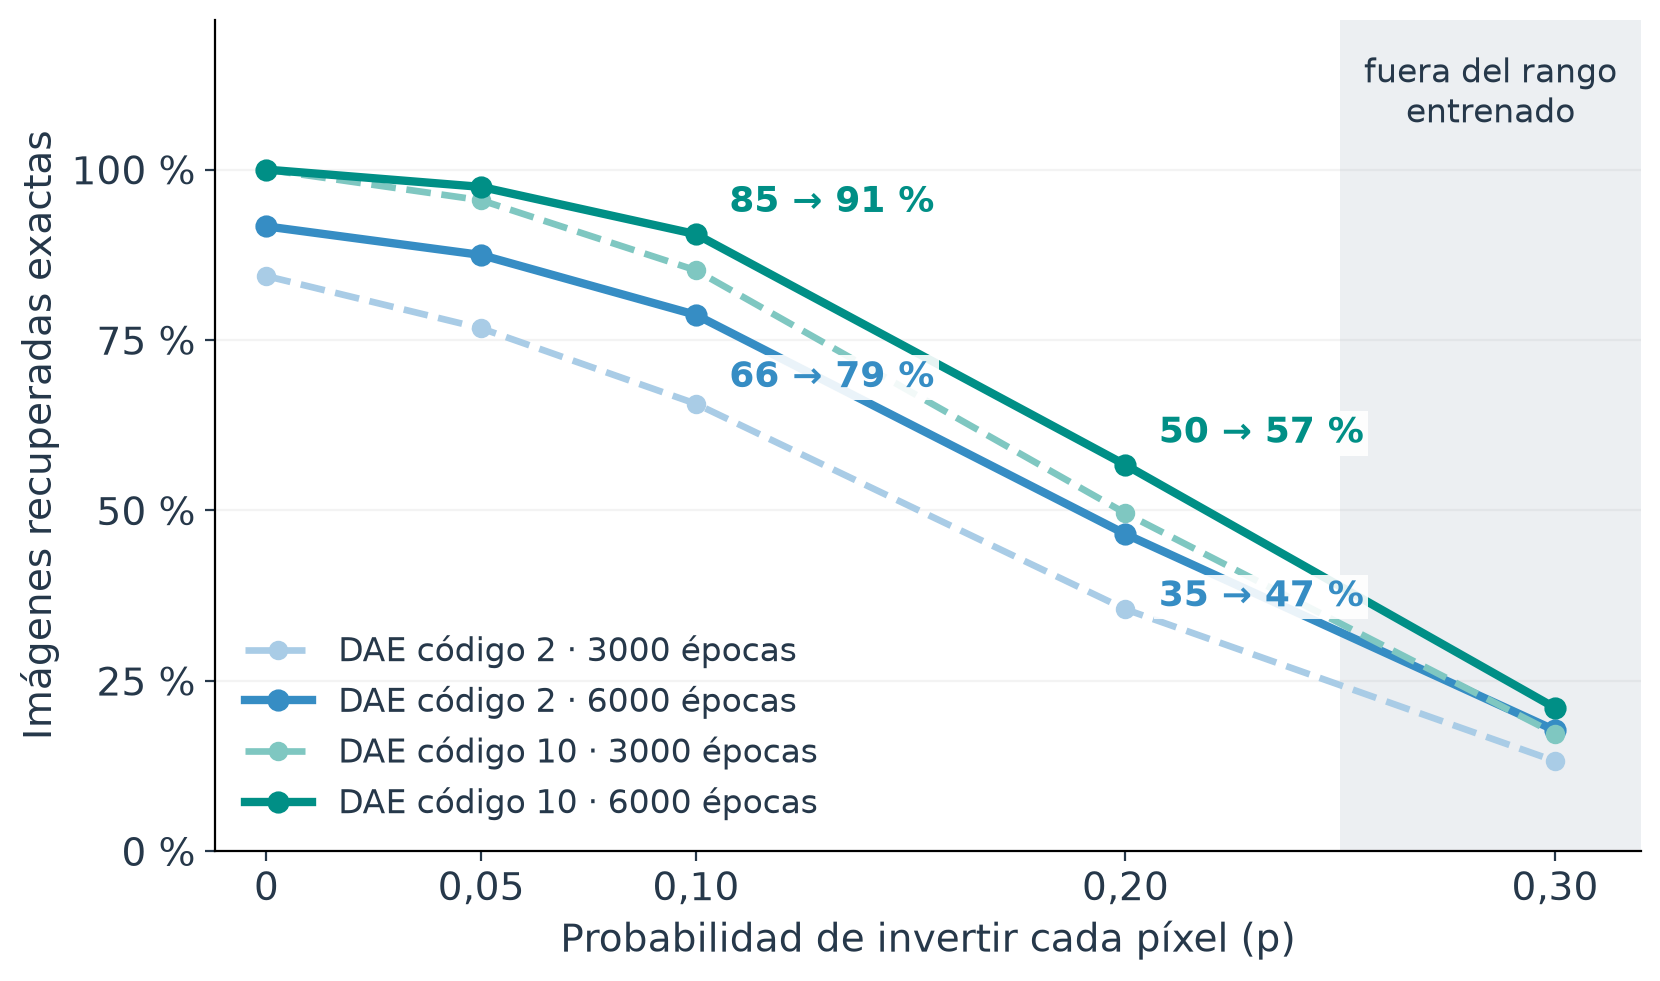 fuera del rango
entrenado
Imágenes recuperadas exactas
100 %
75 %
50 %
25 %
0 %
85 → 91 %
66 → 79 %
50 → 57 %
35 → 47 %
DAE código 2 · 3000 épocas
DAE código 2 · 6000 épocas
DAE código 10 · 3000 épocas
DAE código 10 · 6000 épocas
0
0,05
0,10
0,20
0,30
Probabilidad de invertir cada píxel (p)